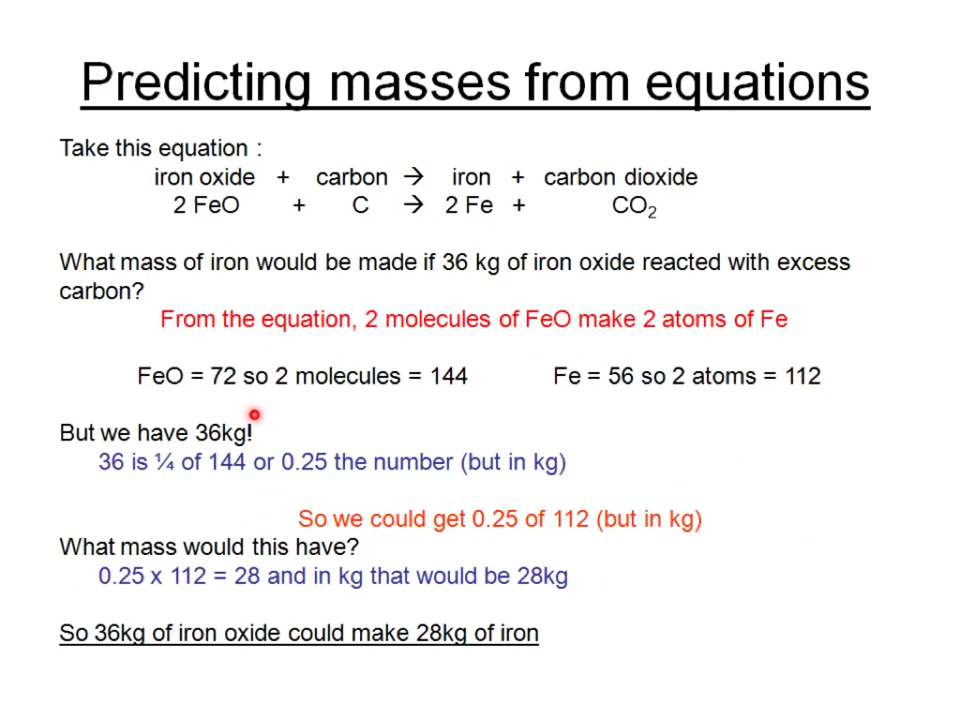 Predicting masses from equations
Take this equation :
iron oxide + carbon → iron + carbon dioxide
2 FeO + C → 2 Fe + CO₂
What mass of iron would be made if 36 kg of iron oxide reacted with excess
carbon?
From the equation, 2 molecules of FeO make 2 atoms of Fe
FeO = 72 so 2 molecules = 144 Fe = 56 so 2 atoms = 112
But we have 36kg!
36 is ¼ of 144 or 0.25 the number (but in kg)
So we could get 0.25 of 112 (but in kg)
What mass would this have?
0.25 x 112 = 28 and in kg that would be 28kg
So 36kg of iron oxide could make 28kg of iron